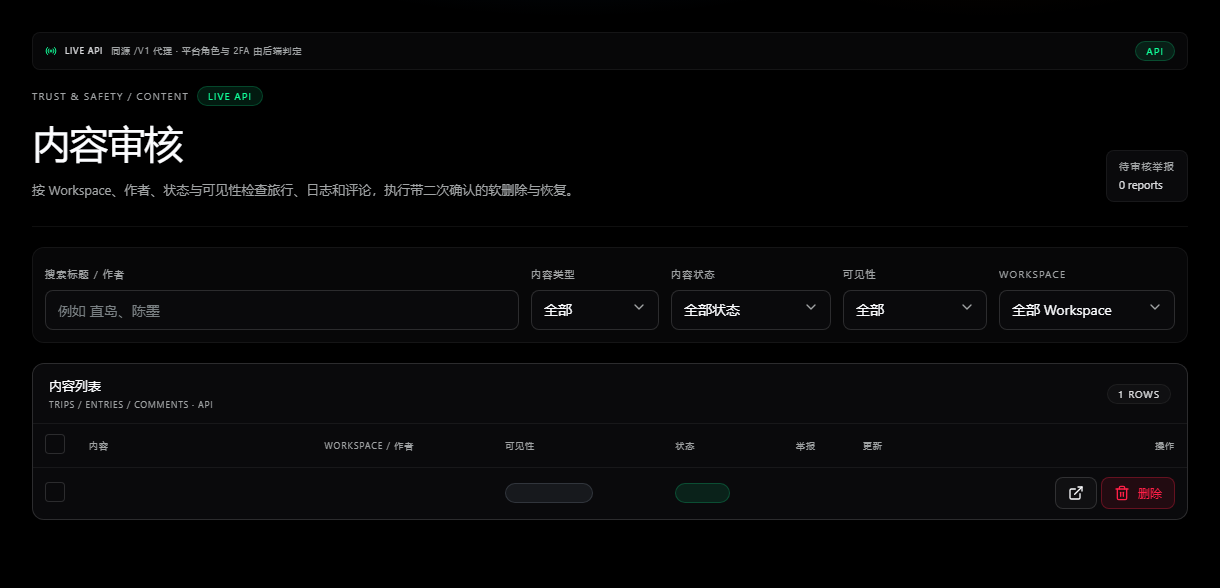 LIVE API 同源 /V1 代理 · 平台角色与 2FA 由后端判定
API
TRUST & SAFETY / CONTENT
LIVE API
内容审核
按 Workspace、作者、状态与可见性检查旅行、日志和评论，执行带二次确认的软删除与恢复。
待审核举报
0 reports
搜索标题 / 作者
内容类型
内容状态
可见性
WORKSPACE
例如 直岛、陈墨
全部
全部状态
全部
全部 Workspace
内容列表
TRIPS / ENTRIES / COMMENTS · API
1 ROWS
内容
WORKSPACE / 作者
可见性
状态
举报
更新
操作
删除